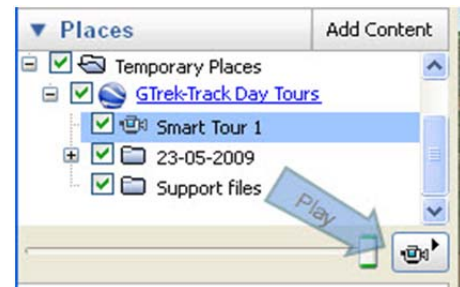 Places
Add Content
Temporary Places
GTrek-Track Day Tours
Smart Tour 1
23-05-2009
Support files
Play